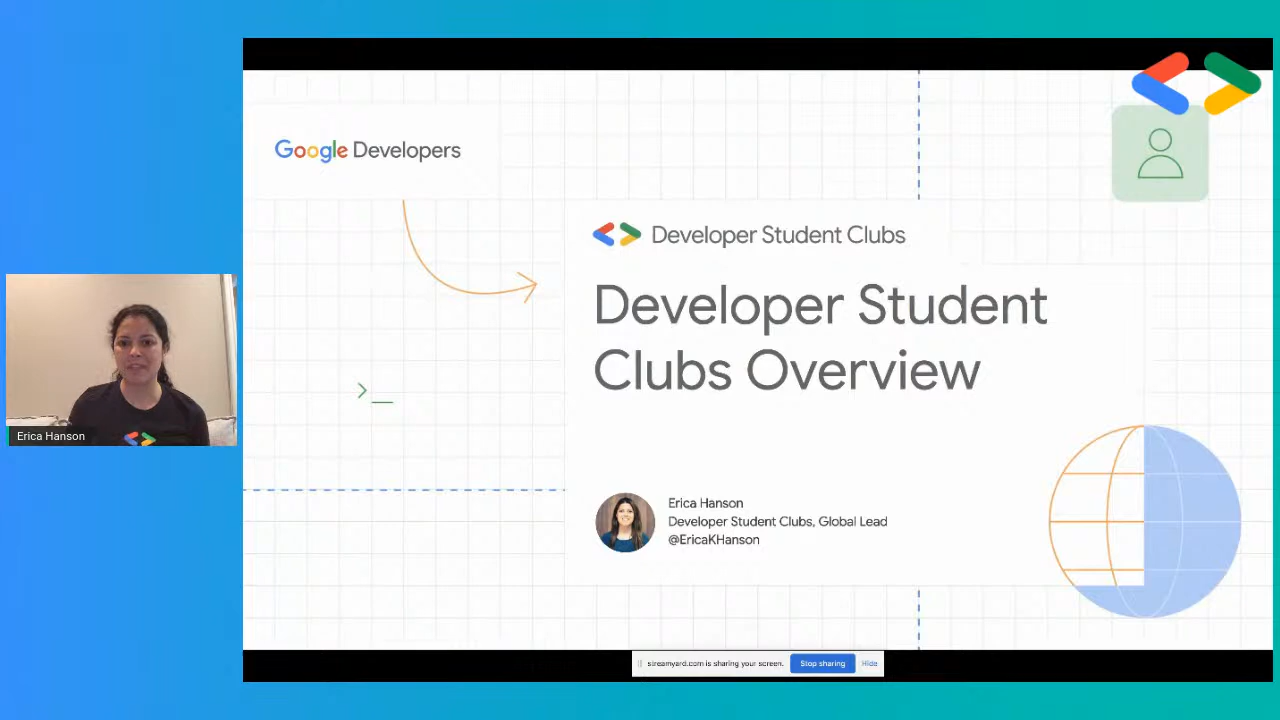 Google Developers
Developer Student Clubs
Developer Student
Clubs Overview
Erica Hanson
Developer Student Clubs, Global Lead
@EricaKHanson
Erica Hanson
streamyard.com is sharing your screen.
Stop sharing
Hide